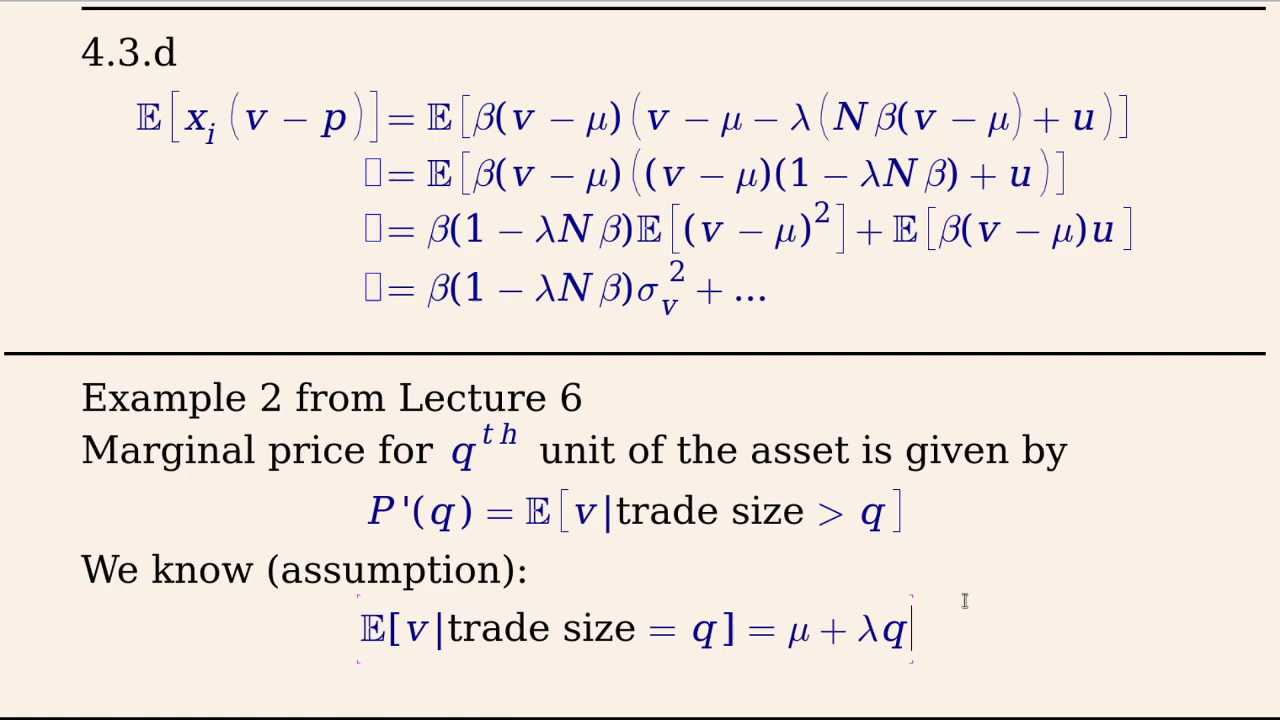 4.3.d
𝔼[x_i (v − p)] = 𝔼[β(v − μ)(v − μ − λ(Nβ(v − μ) + u)]
= 𝔼[β(v − μ)((v − μ)(1 − λNβ) + u)]
= β(1 − λNβ)𝔼[(v − μ)^2] + 𝔼[β(v − μ)u]
= β(1 − λNβ)σ_v^2 + ...
Example 2 from Lecture 6
Marginal price for q^{th} unit of the asset is given by
P'(q) = 𝔼[v|trade size > q]
We know (assumption):
𝔼[v|trade size = q] = μ + λq